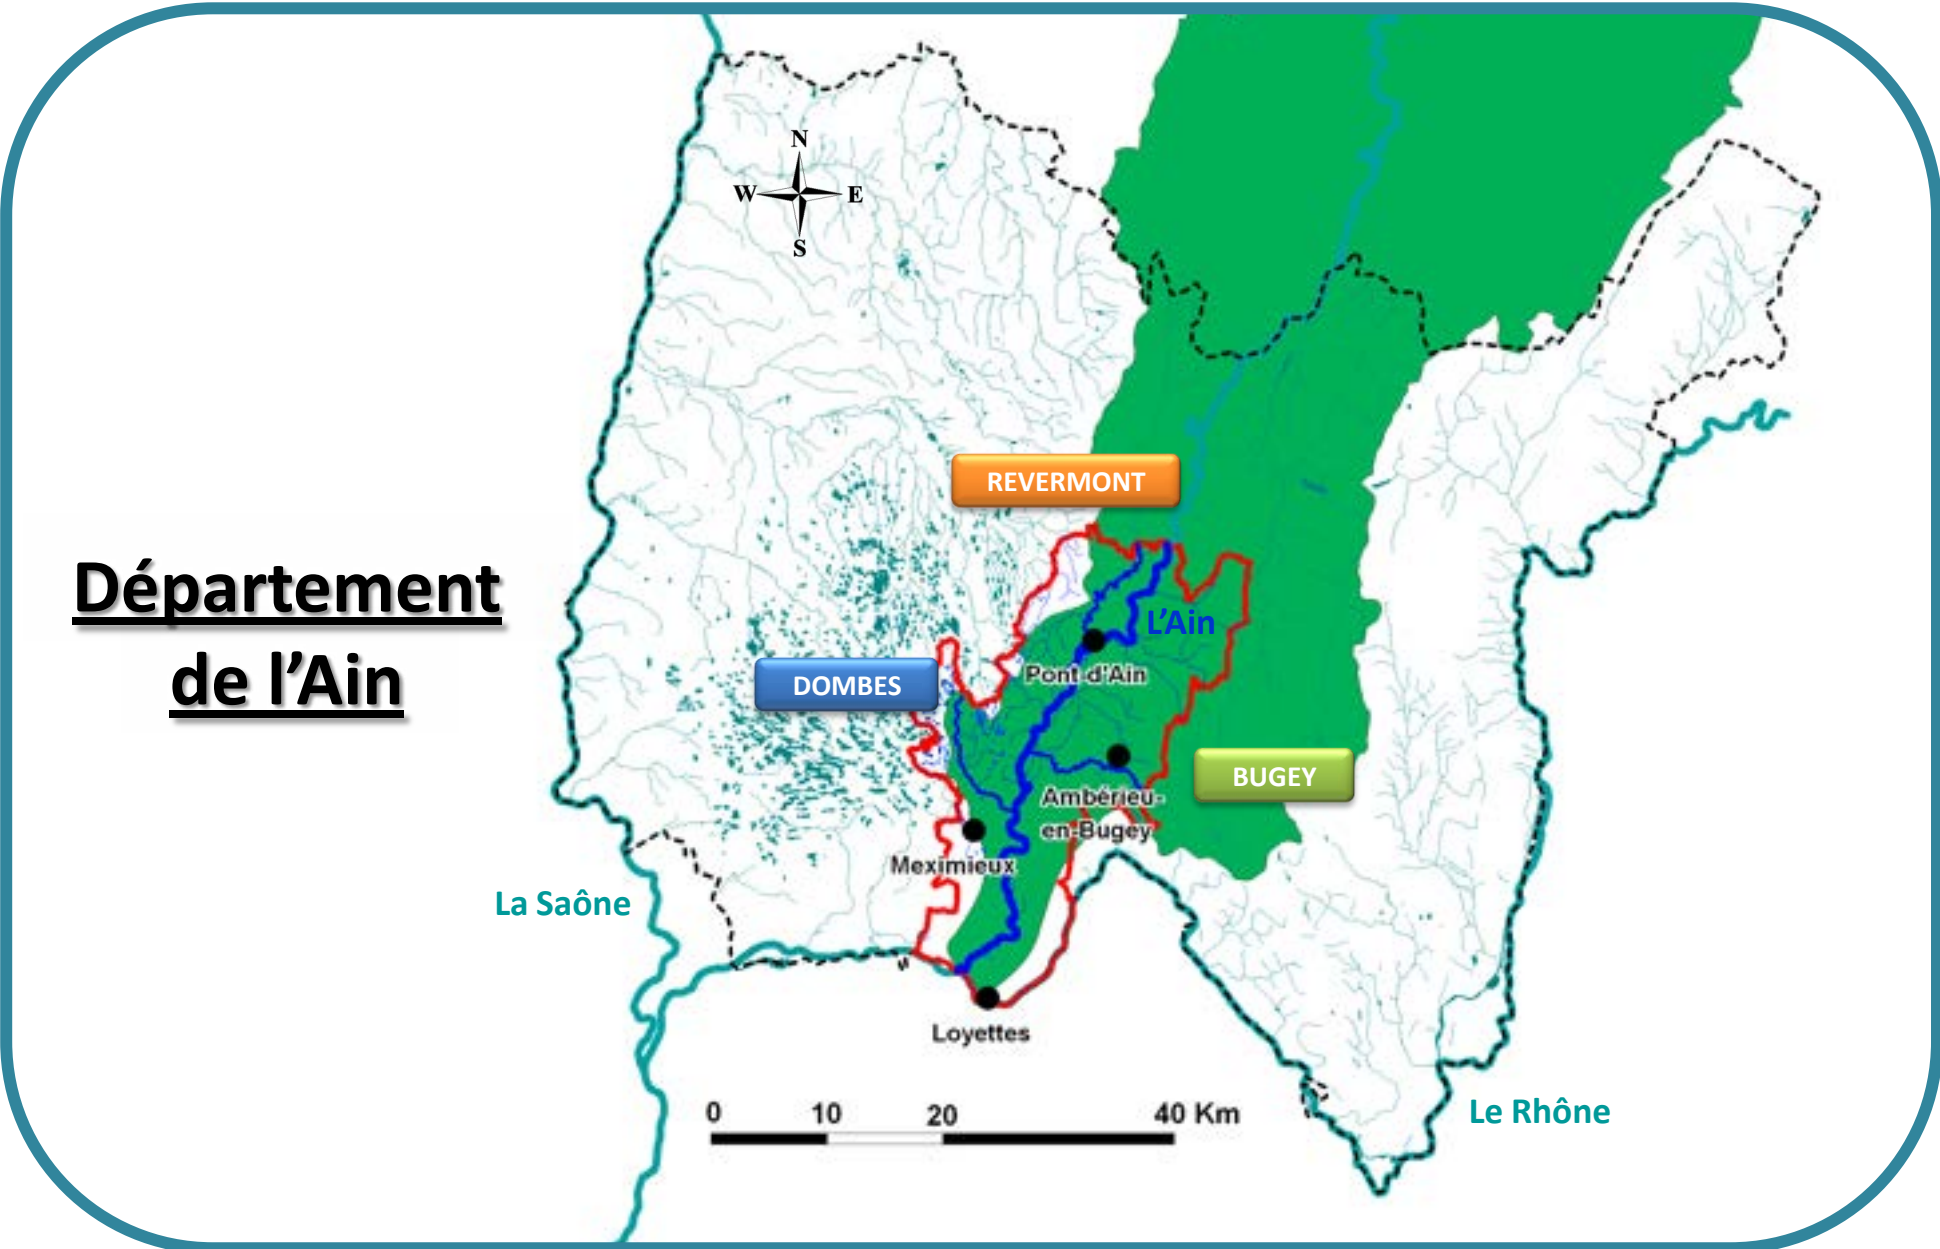 N
W
E
S
REVERMONT
Département
de l'Ain
L'Ain
Pont d'Ain
DOMBES
BUGEY
Ambérieu-
en-Bugey
Meximieux
La Saône
Loyettes
0
10
20
40 Km
Le Rhône